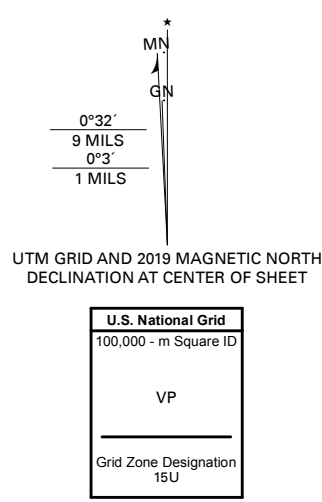 ★
MN
GN
0°32´
9 MILS
0°3´
1 MILS
UTM GRID AND 2019 MAGNETIC NORTH
DECLINATION AT CENTER OF SHEET
U.S. National Grid
100,000 - m Square ID
VP
Grid Zone Designation
15U